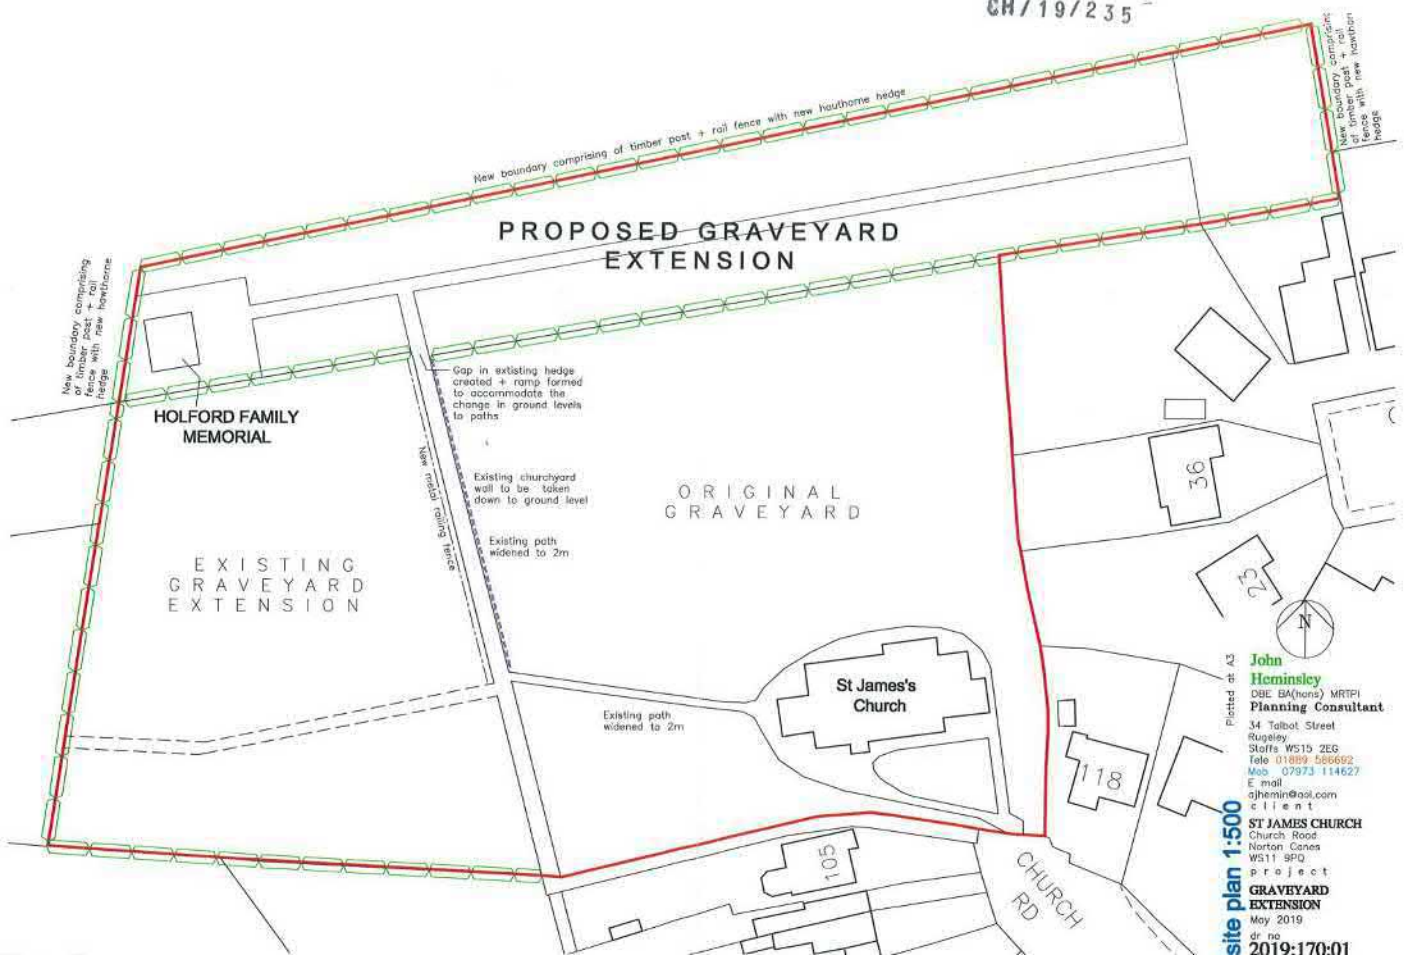 CH/19/235
New boundary comprising of timber post + rail fence with new hauthorne hedge
New boundary comprising
of timber post + rail
fence with new hawthorn
hedge
PROPOSED GRAVEYARD
EXTENSION
New boundary comprising
of timber post + rail
fence with new hawthorne
hedge
HOLFORD FAMILY
MEMORIAL
Gap in existing hedge
created + ramp formed
to accommodate the
change in ground levels
to paths
New metal railing fence
Existing churchyard
wall to be taken
down to ground level
Existing path
widened to 2m
ORIGINAL
GRAVEYARD
EXISTING
GRAVEYARD
EXTENSION
St James's
Church
Existing path
widened to 2m
36
23
118
105
CHURCH
RD
N
Plotted at A3
site plan 1:500
John
Heminsley
DBE BA(hons) MRTPI
Planning Consultant
34 Talbot Street
Rugeley
Staffs WS15 2EG
Tele 01889 586692
Mob 07973 114627
E mail
ajhemin@aol.com
client
ST JAMES CHURCH
Church Road
Norton Canes
WS11 9PQ
project
GRAVEYARD
EXTENSION
May 2019
dr no
2019:170:01